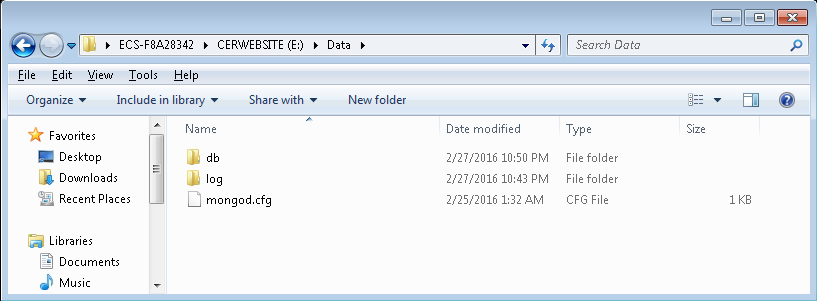 ECS-F8A28342 CERWEBSITE (E:) Data Search Data
File Edit View Tools Help
Organize Include in library Share with New folder
Name Date modified Type Size
Favorites
Desktop
Downloads
Recent Places
Libraries
Documents
Music
db 2/27/2016 10:50 PM File folder
log 2/27/2016 10:43 PM File folder
mongod.cfg 2/25/2016 1:32 AM CFG File 1 KB